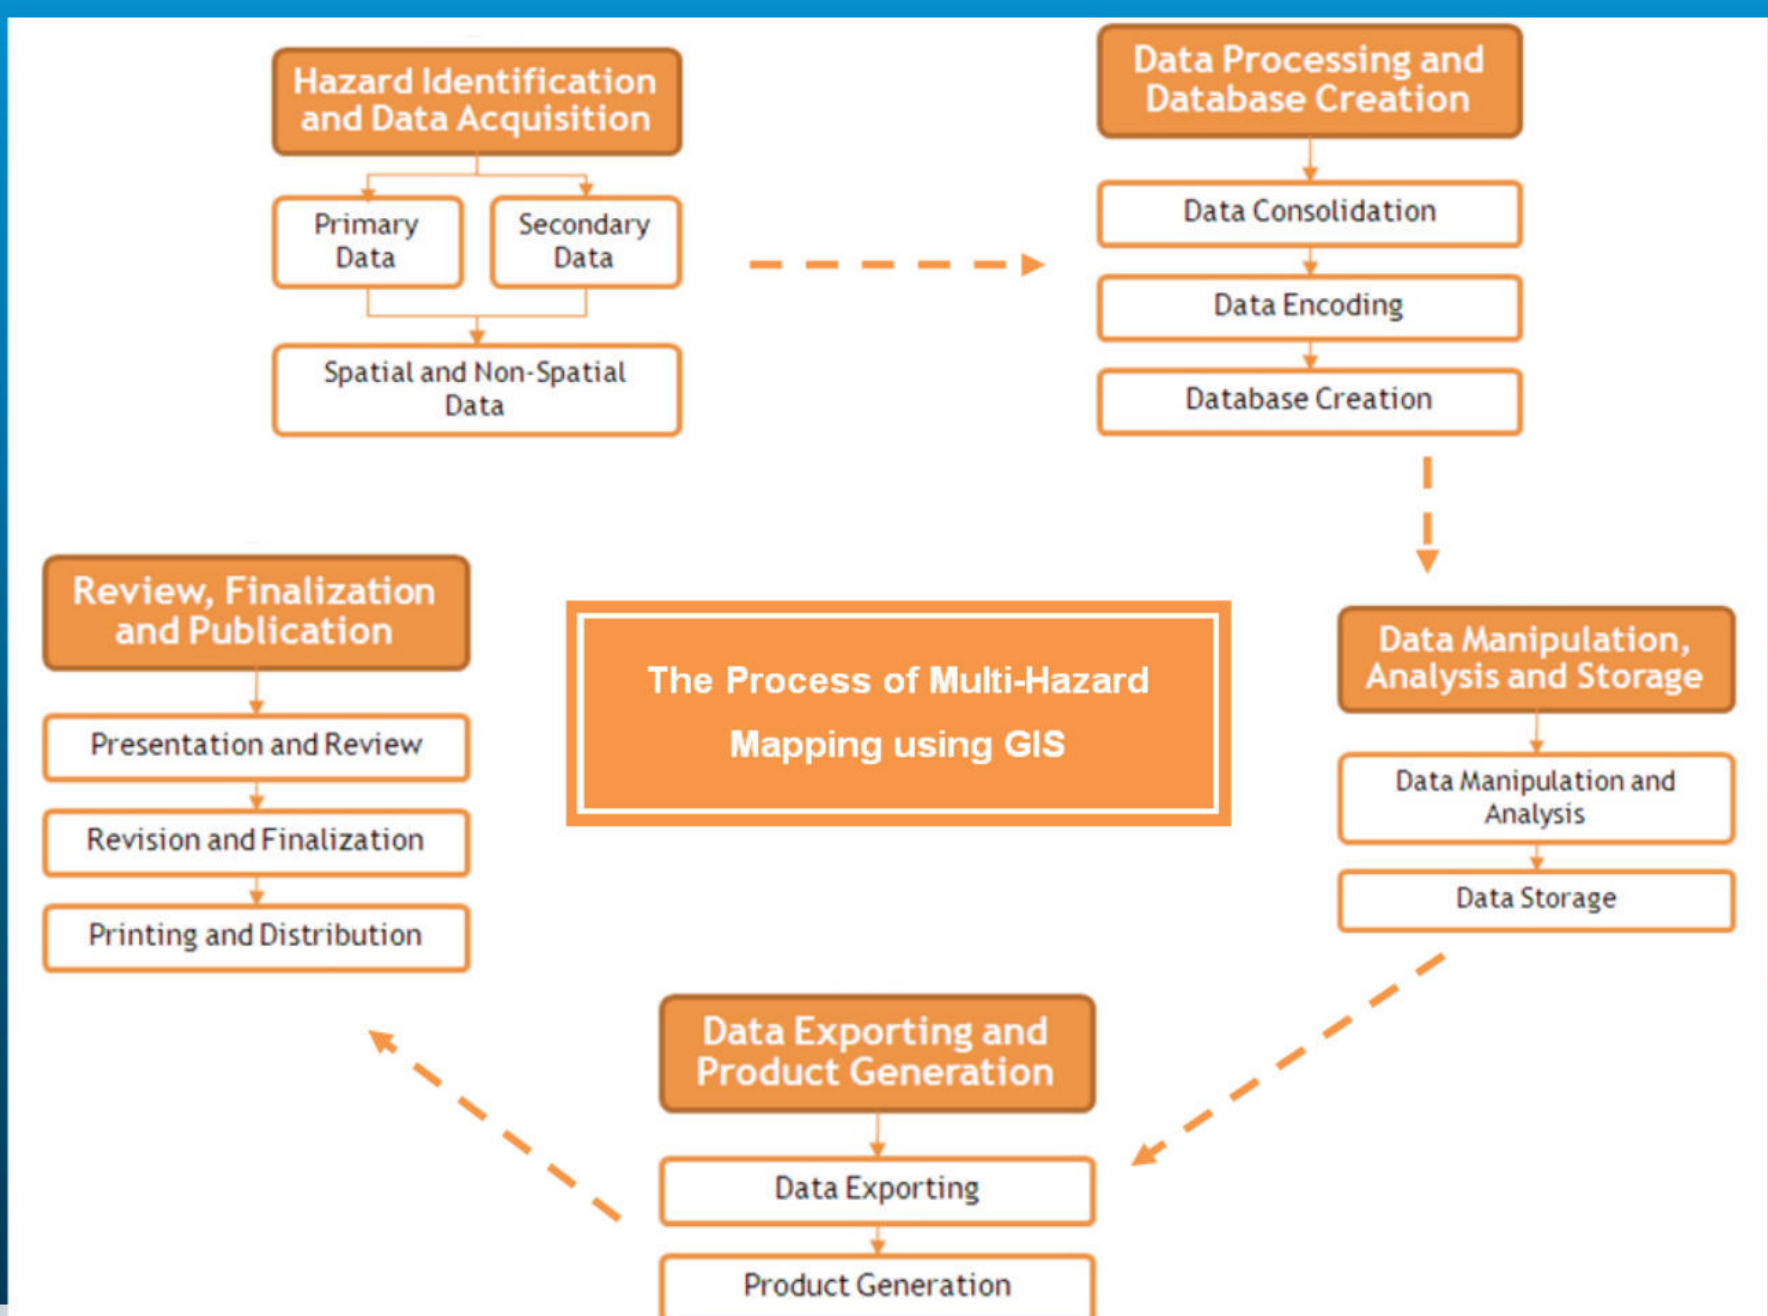 Hazard Identification
and Data Acquisition
Primary
Data
Secondary
Data
Spatial and Non-Spatial
Data
Data Processing and
Database Creation
Data Consolidation
Data Encoding
Database Creation
Data Manipulation,
Analysis and Storage
Data Manipulation and
Analysis
Data Storage
Data Exporting and
Product Generation
Data Exporting
Product Generation
Review, Finalization
and Publication
Presentation and Review
Revision and Finalization
Printing and Distribution
The Process of Multi-Hazard
Mapping using GIS